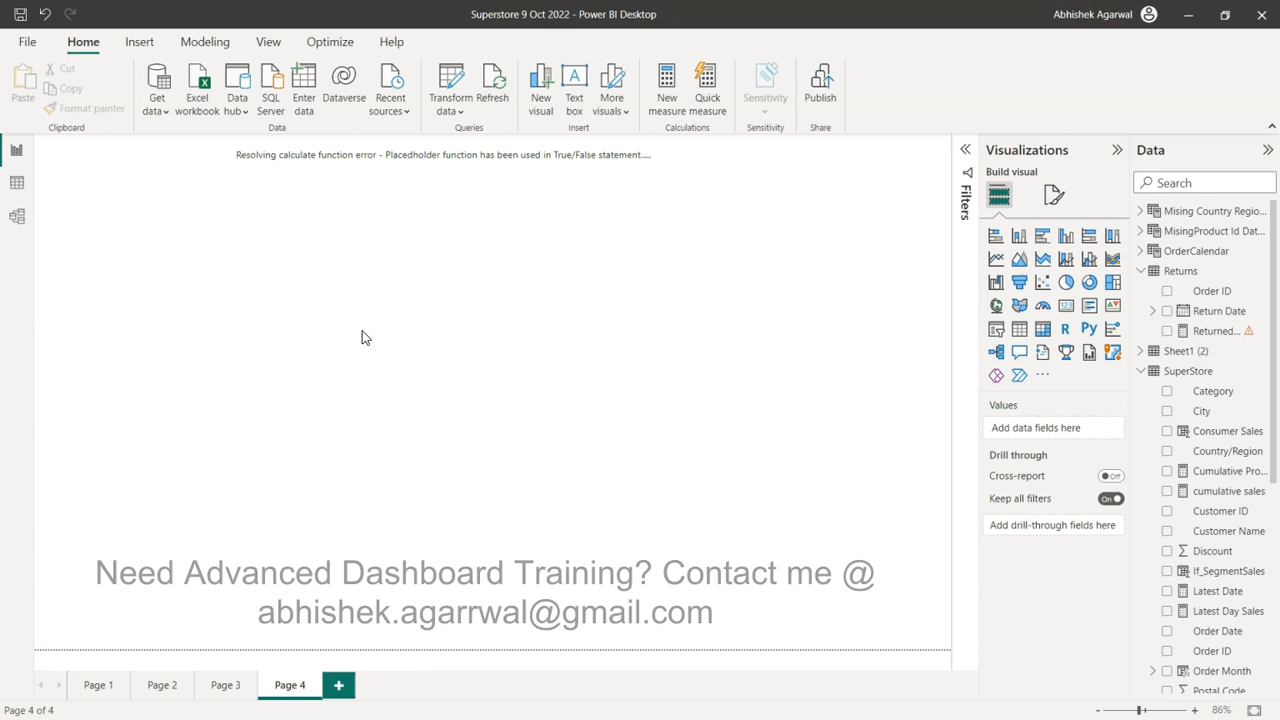 Superstore 9 Oct 2022 - Power BI Desktop
Abhishek Agarwal
File Home Insert Modeling View Optimize Help
Paste
Cut
Copy
Format painter
Clipboard
Get data
Excel workbook
Data hub
SQL Server
Enter data
Dataverse
Recent sources
Data
Transform data
Refresh
Queries
New visual
Text box
More visuals
Insert
New measure
Quick measure
Calculations
Sensitivity
Sensitivity
Publish
Share
Resolving calculate function error - Placedholder function has been used in True/False statement.....
Need Advanced Dashboard Training? Contact me @
abhishek.agarrwal@gmail.com
Filters
Visualizations
Build visual
R Py
...
Values
Add data fields here
Drill through
Cross-report Off
Keep all filters On
Add drill-through fields here
Data
Search
Mising Country Regio...
MisingProduct Id Dat...
OrderCalendar
Returns
Order ID
Return Date
Returned...
Sheet1 (2)
SuperStore
Category
City
Consumer Sales
Country/Region
Cumulative Pro...
cumulative sales
Customer ID
Customer Name
Discount
If_SegmentSales
Latest Date
Latest Day Sales
Order Date
Order ID
Order Month
Postal Code
Page 1 Page 2 Page 3 Page 4
Page 4 of 4
86%